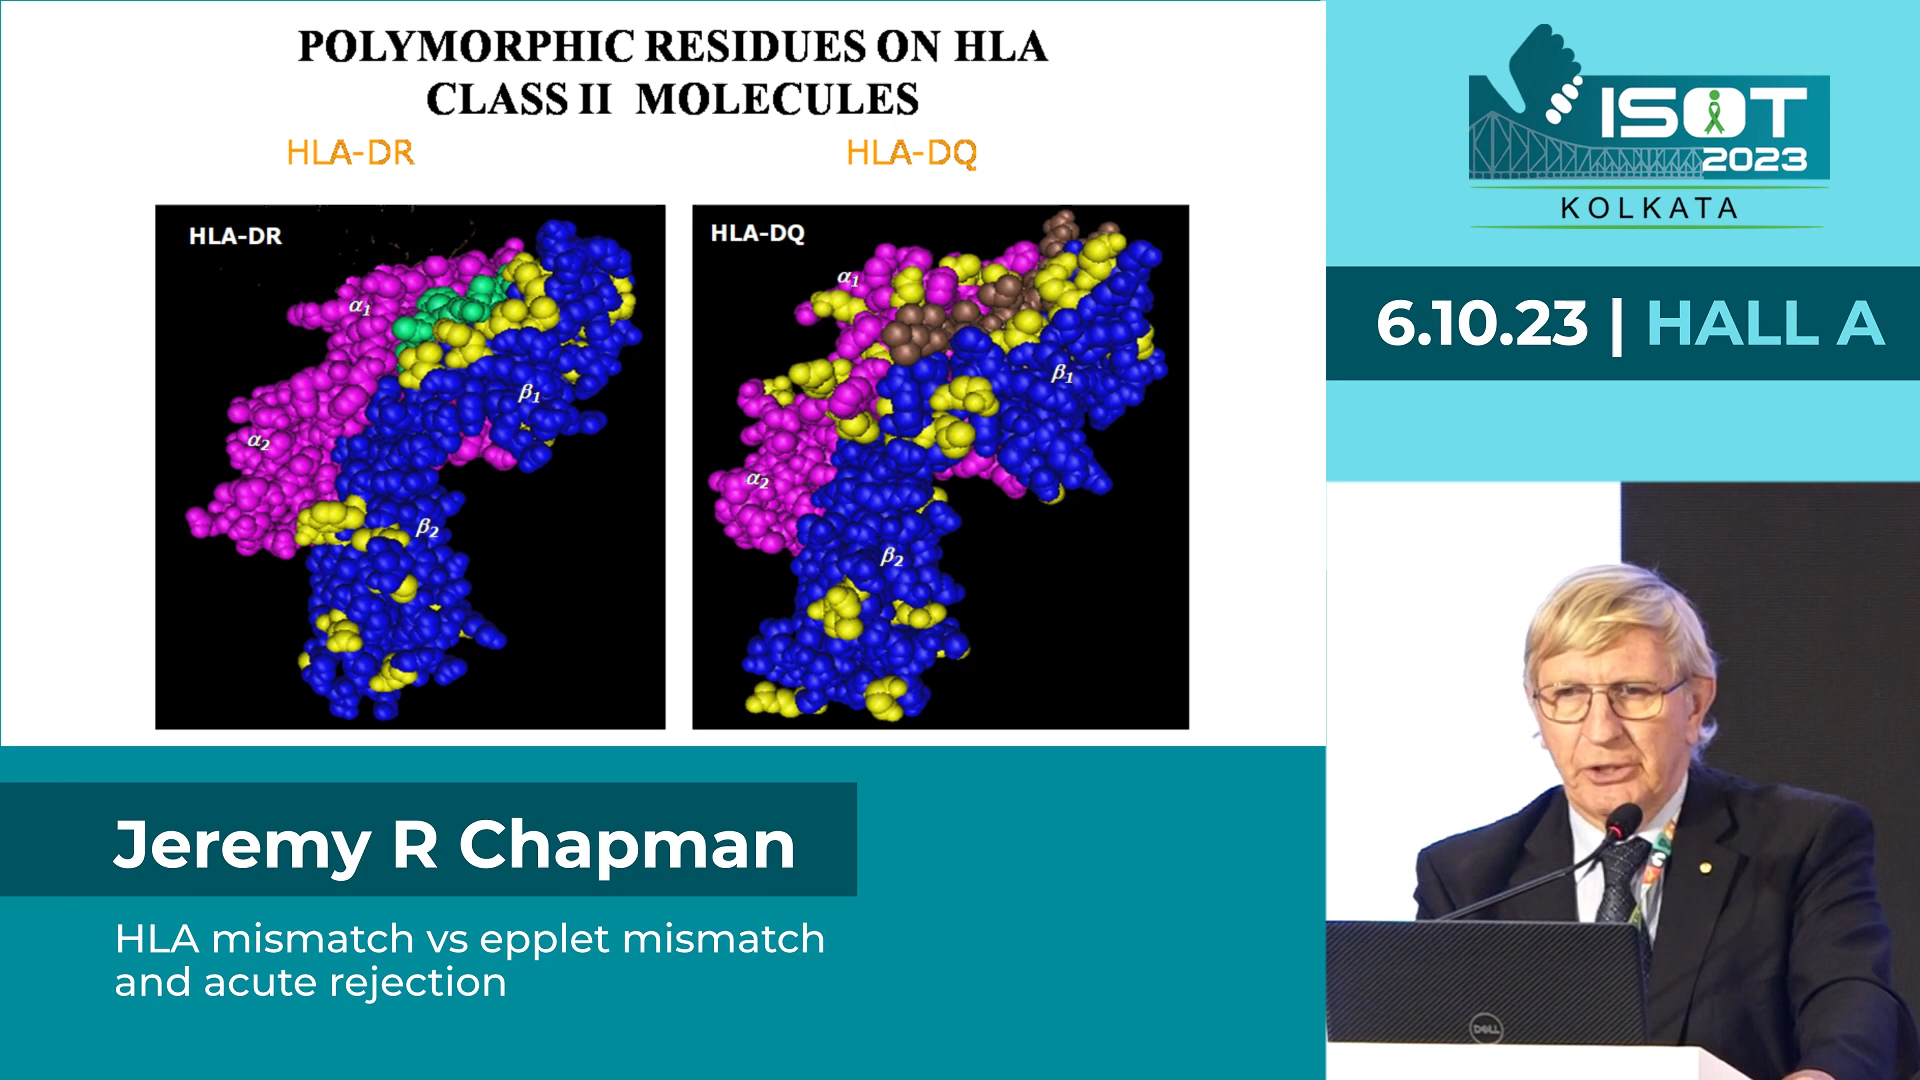 POLYMORPHIC RESIDUES ON HLA
CLASS II MOLECULES
HLA-DR
HLA-DQ
HLA-DR
α1
α2
β1
β2
HLA-DQ
α1
α2
β1
β2
ISOT
2023
KOLKATA
6.10.23 | HALL A
Jeremy R Chapman
HLA mismatch vs epplet mismatch
and acute rejection
DELL